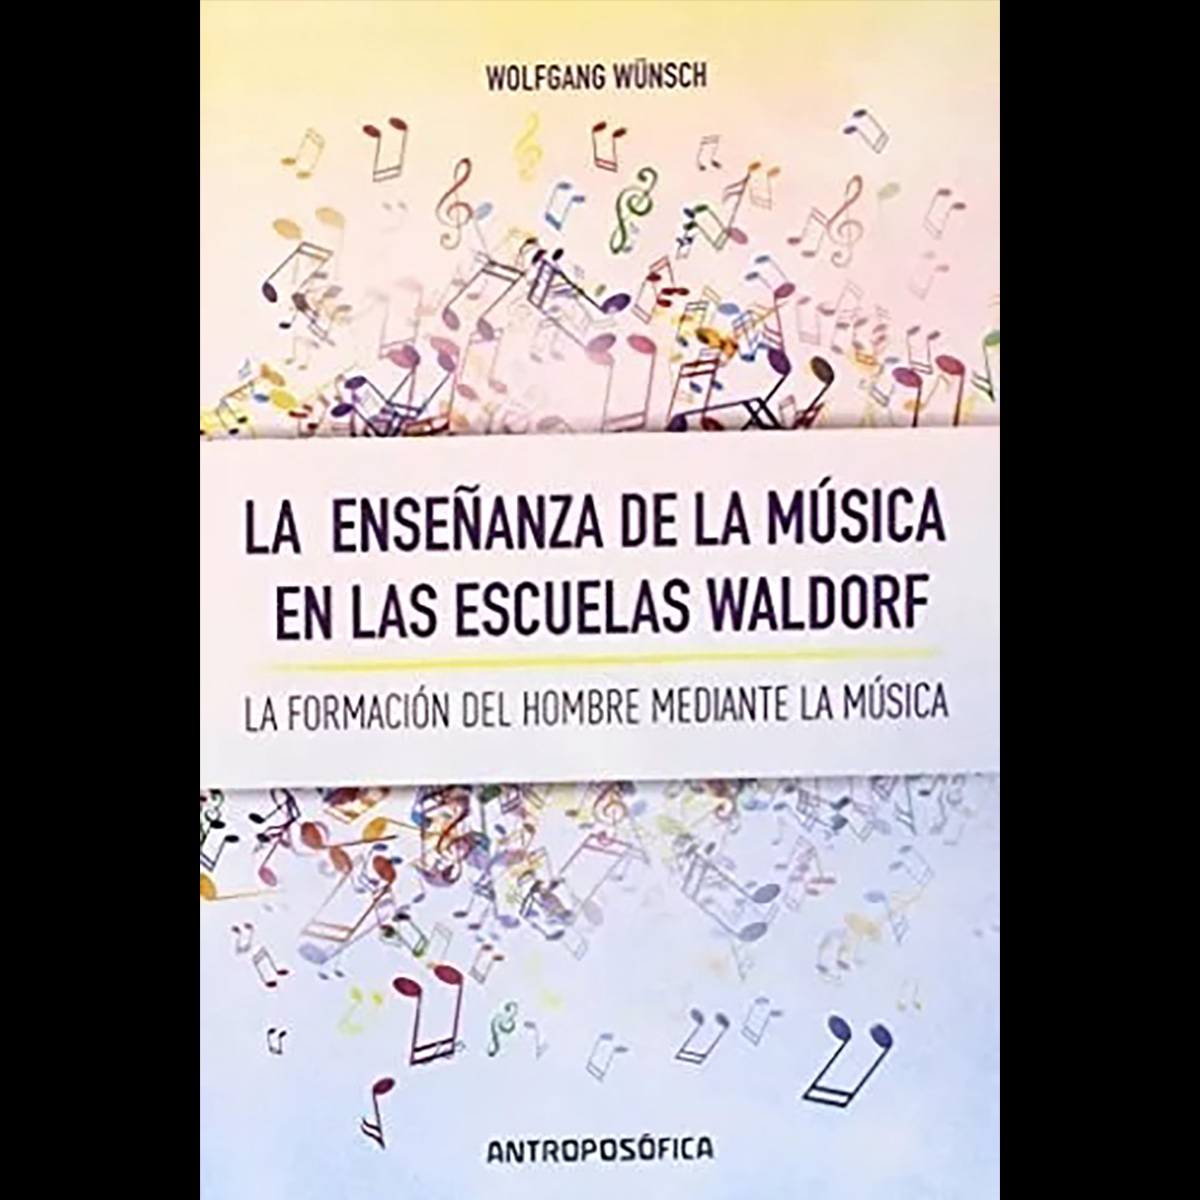 WOLFGANG WÜNSCH
LA ENSEÑANZA DE LA MÚSICA
EN LAS ESCUELAS WALDORF
LA FORMACIÓN DEL HOMBRE MEDIANTE LA MÚSICA
ANTROPOSÓFICA